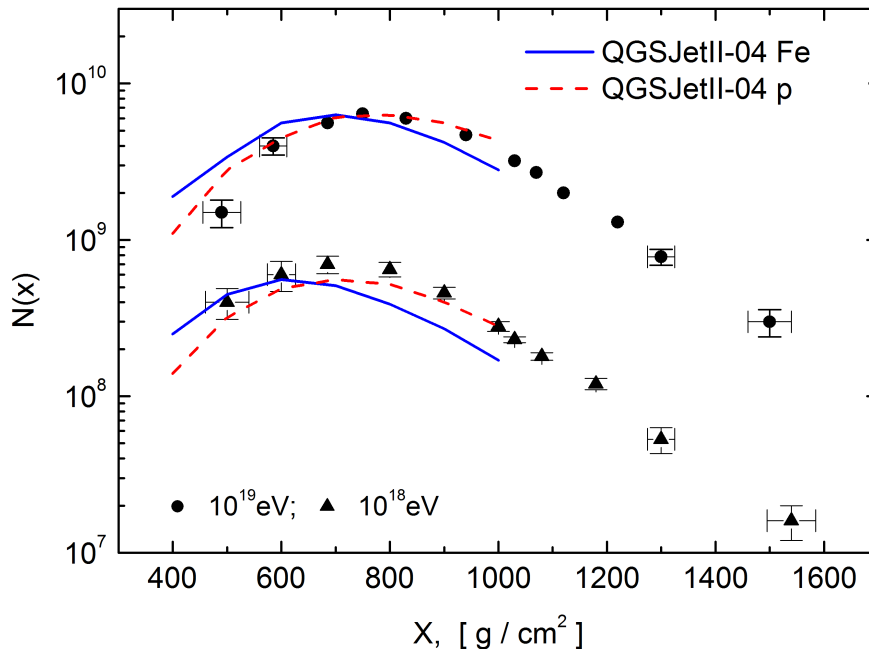 QGSJetII-04 Fe
QGSJetII-04 p
10^10
10^9
10^8
10^7
N(x)
10^19eV; 10^18eV
400 600 800 1000 1200 1400 1600
X, [ g / cm^2 ]